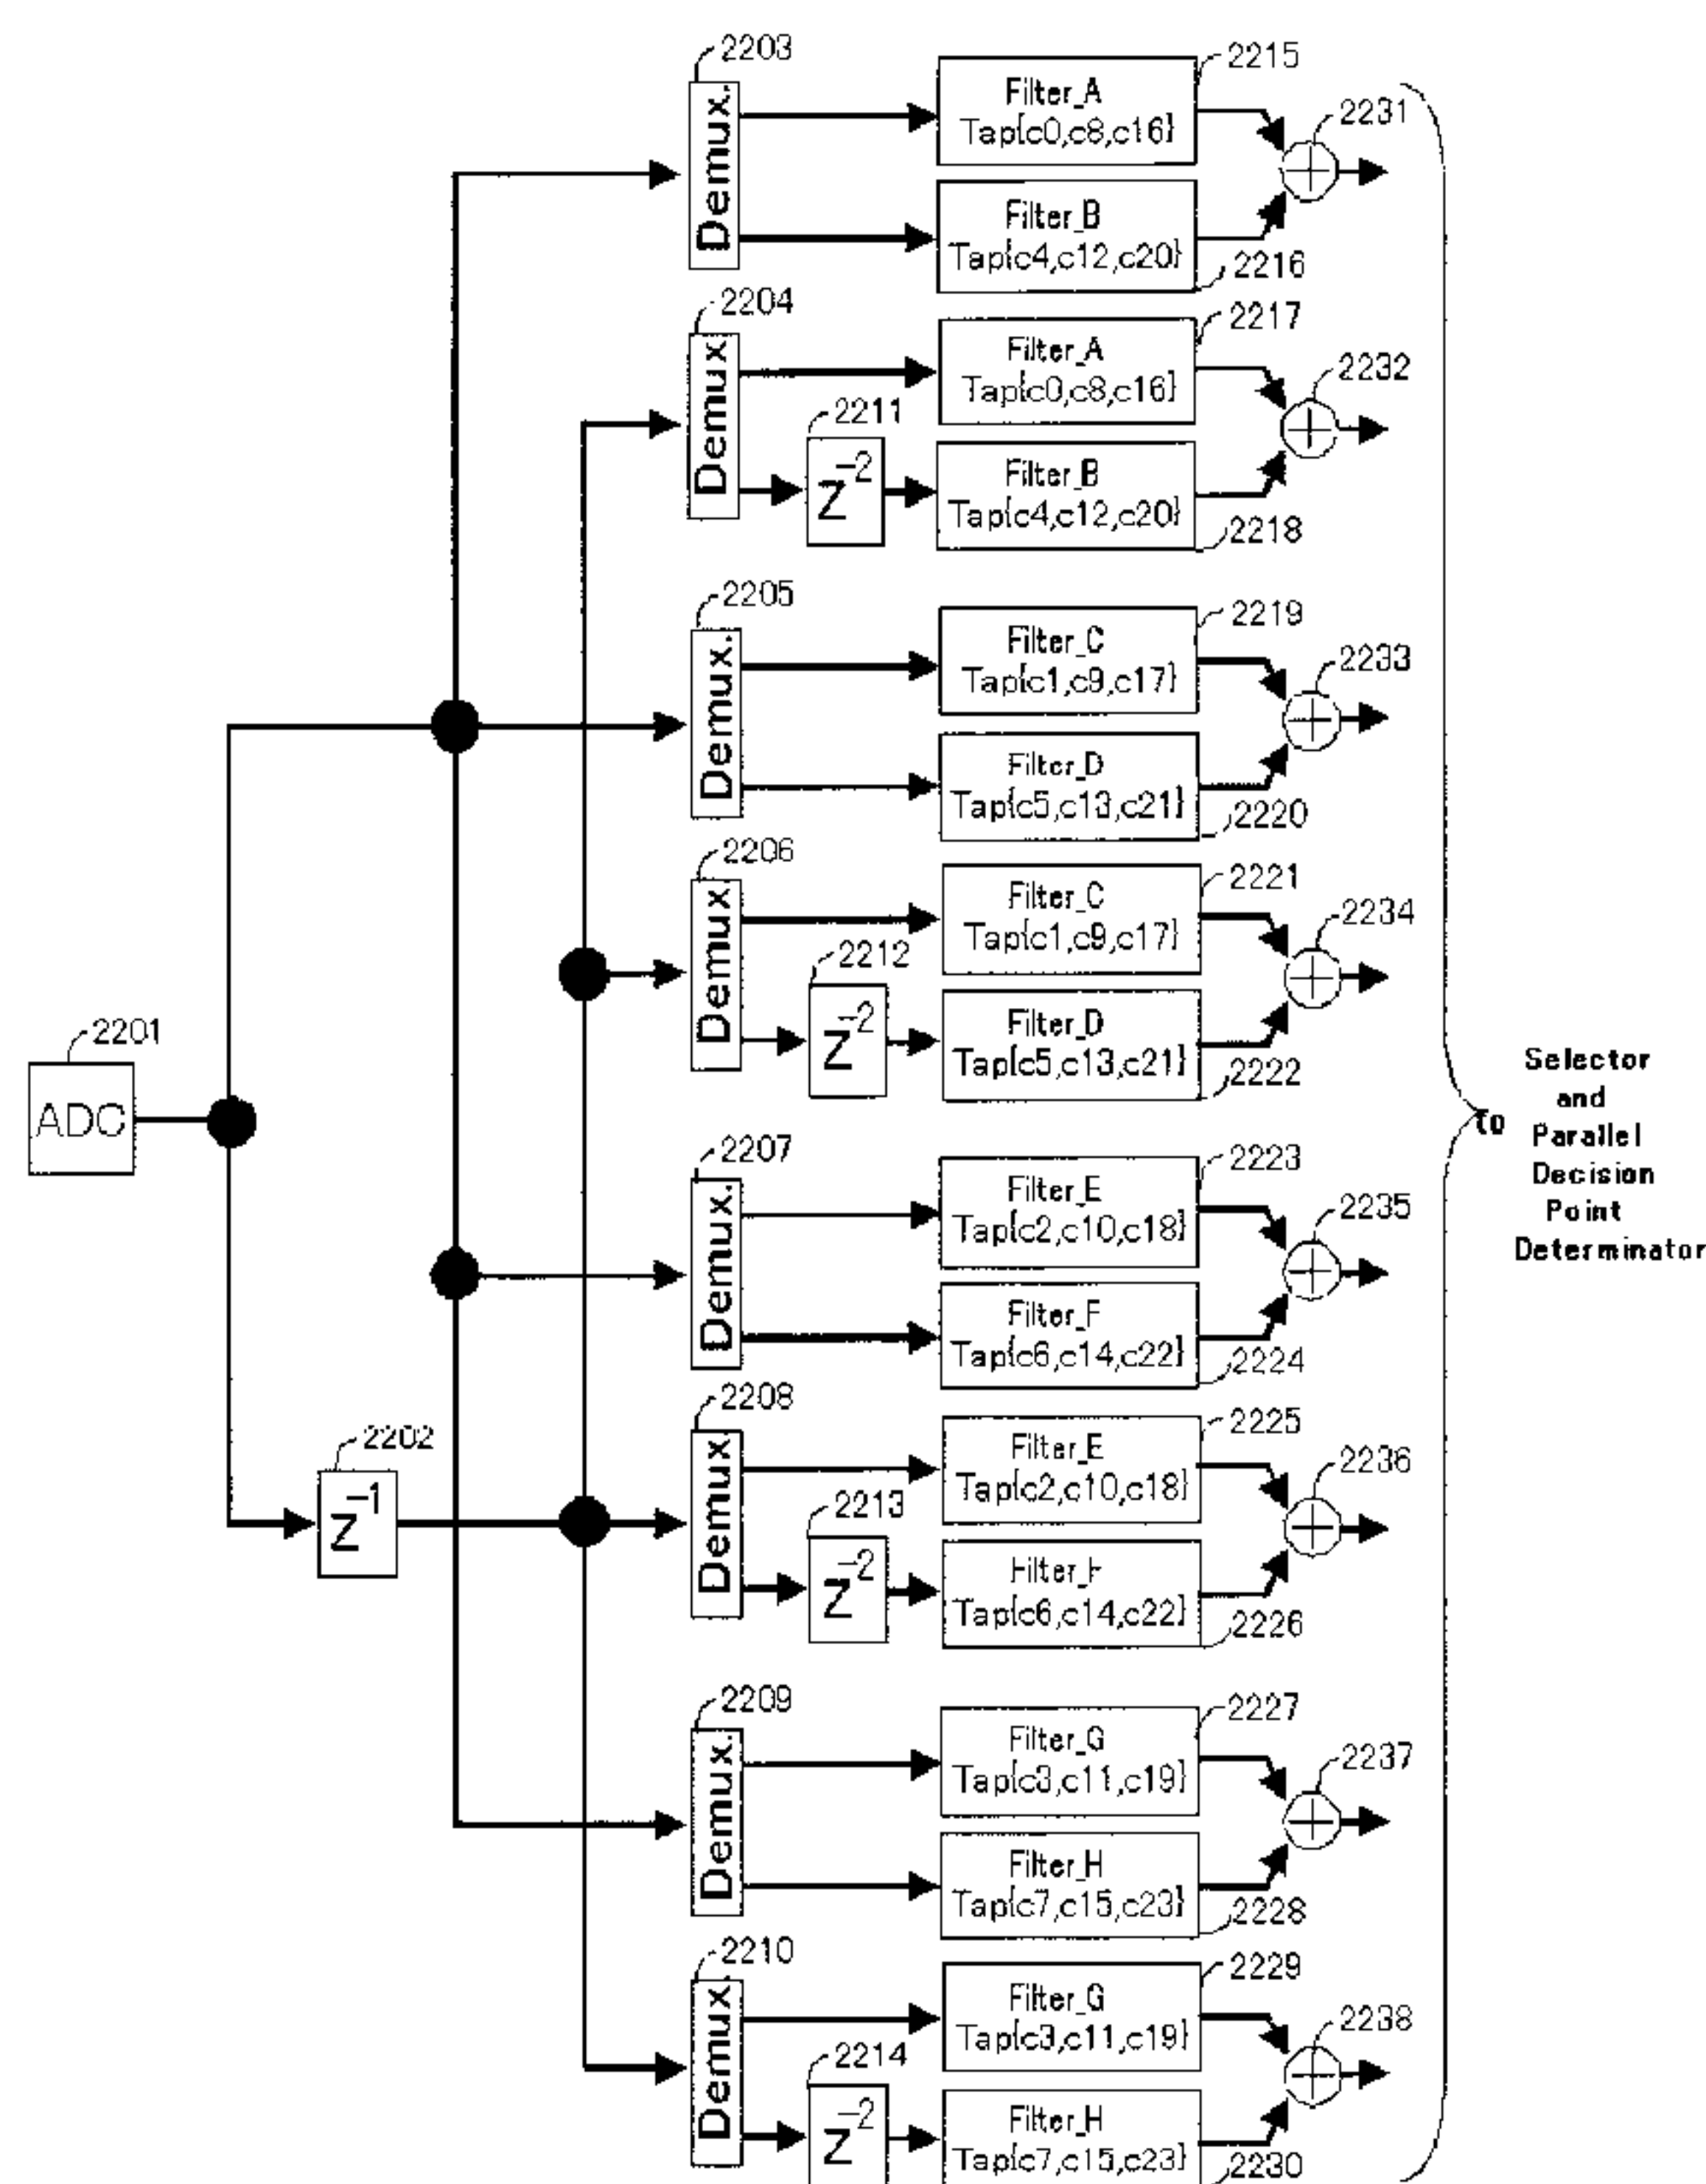 2203
Demux.
Filter_A
Tap{c0,c8,c16}
2215
2231
Filter_B
Tap{c4,c12,c20}
2216
2204
Demux.
Filter_A
Tap{c0,c8,c16}
2217
2232
2211
Z-2
Filter_B
Tap{c4,c12,c20}
2218
2205
Demux.
Filter_C
Tap{c1,c9,c17}
2219
2233
Filter_D
Tap{c5,c13,c21}
2220
2206
Demux.
Filter_C
Tap{c1,c9,c17}
2221
2234
2212
Z-2
Filter_D
Tap{c5,c13,c21}
2222
2201
ADC
to
Selector
and
Parallel
Decision
Point
Determinator
2207
Demux.
Filter_E
Tap{c2,c10,c18}
2223
2235
Filter_F
Tap{c6,c14,c22}
2224
2202
Z-1
2208
Demux.
Filter_E
Tap{c2,c10,c18}
2225
2236
2213
Z-2
Filter_F
Tap{c6,c14,c22}
2226
2209
Demux.
Filter_G
Tap{c3,c11,c19}
2227
2237
Filter_H
Tap{c7,c15,c23}
2228
2210
Demux.
Filter_G
Tap{c3,c11,c19}
2229
2238
2214
Z-2
Filter_H
Tap{c7,c15,c23}
2230